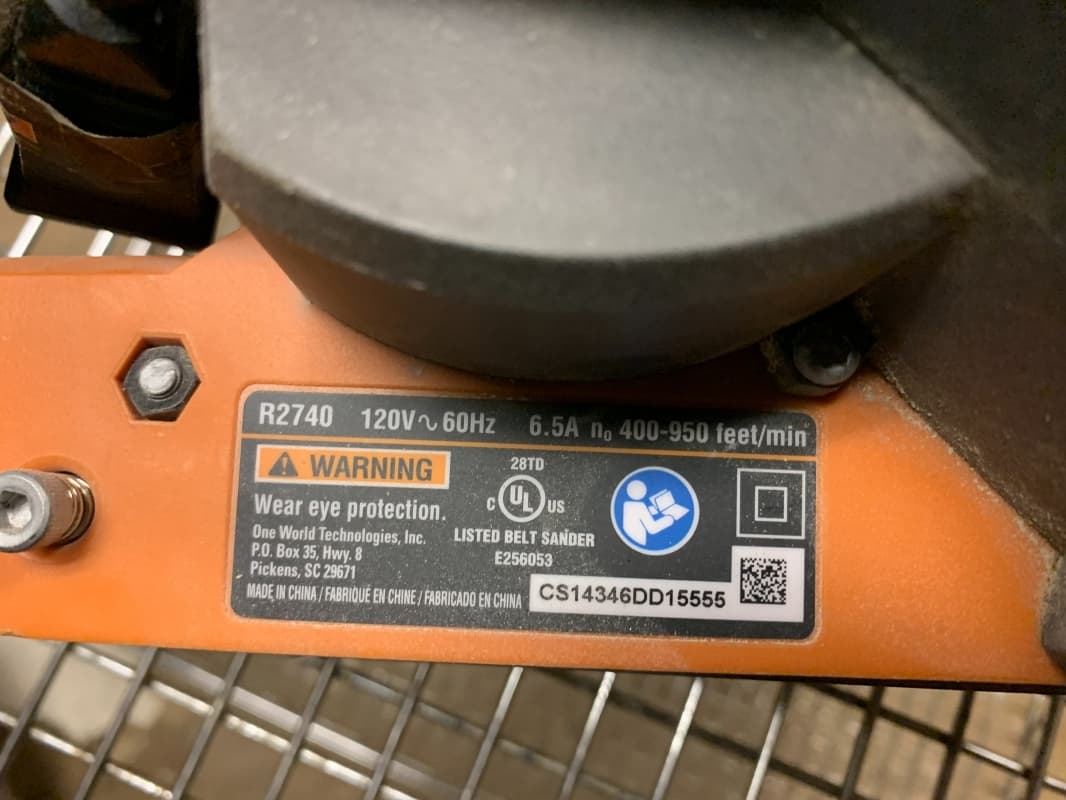 R2740 120V~60Hz 6.5A n₀ 400-950 feet/min
WARNING
Wear eye protection.
One World Technologies, Inc.
P.O. Box 35, Hwy. 8
Pickens, SC 29671
28TD
C UL US
LISTED BELT SANDER
E256053
MADE IN CHINA / FABRIQUÉ EN CHINE / FABRICADO EN CHINA
CS14346DD15555